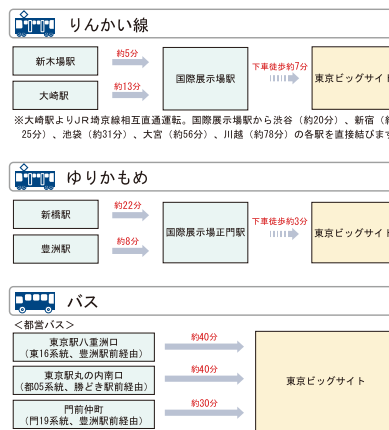 りんかい線
新木場駅
約5分
大崎駅
約13分
国際展示場駅
下車徒歩約7分
東京ビッグサイト
※大崎駅よりJR埼京線相互直通運転。国際展示場駅から渋谷（約20分）、新宿（約
25分）、池袋（約31分）、大宮（約56分）、川越（約78分）の各駅を直接結びます
ゆりかもめ
新橋駅
約22分
豊洲駅
約8分
国際展示場正門駅
下車徒歩約3分
東京ビッグサイト
バス
＜都営バス＞
東京駅八重洲口
（東16系統、豊洲駅前経由）
約40分
東京駅丸の内南口
（都05系統、勝どき駅前経由）
約40分
門前仲町
（門19系統、豊洲駅前経由）
約30分
東京ビッグサイト